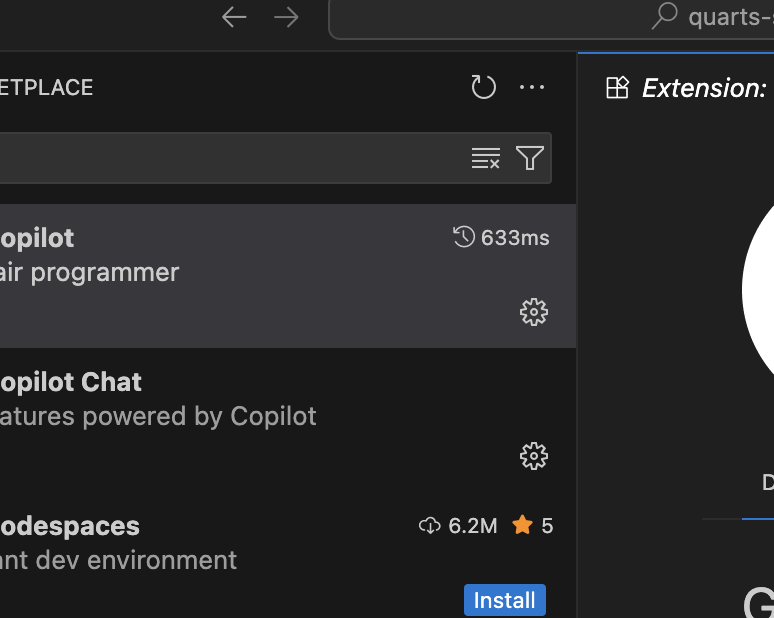 quarts-
ETPLACE
Extension:
opilot
633ms
air programmer
opilot Chat
atures powered by Copilot
odespaces
6.2M
5
nt dev environment
Install